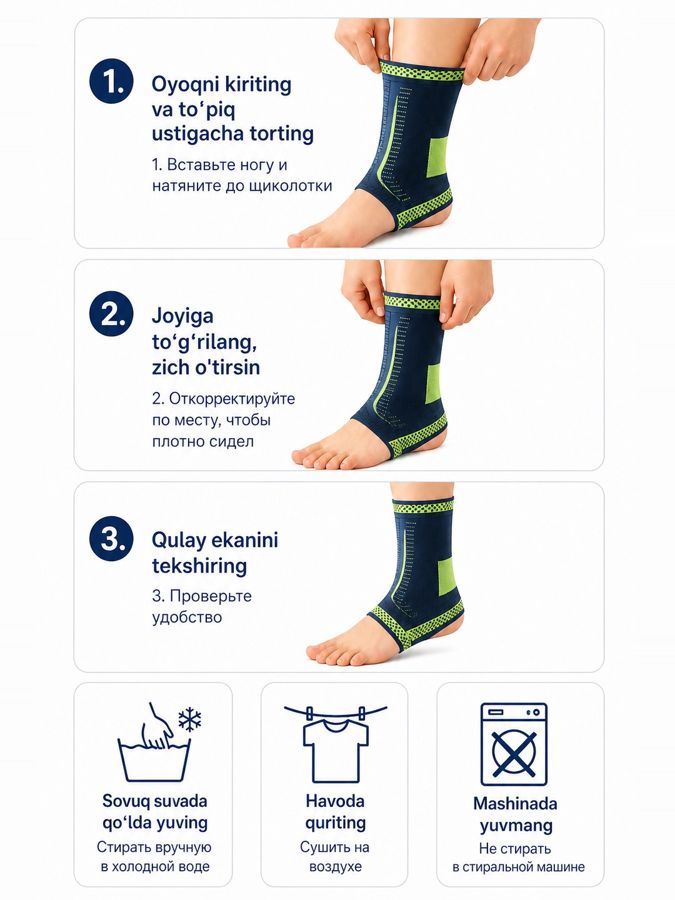 1.
Oyoqni kiriting
va to‘piq
ustigacha torting
1. Вставьте ногу и
натяните до щиколотки
2.
Joyiga
to‘g‘rilang,
zich o'tirsin
2. Откорректируйте
по месту, чтобы
плотно сидел
3.
Qulay ekanini
tekshiring
3. Проверьте
удобство
Sovuq suvada
qo‘lda yuving
Стирать вручную
в холодной воде
Havoda
quriting
Сушить на
воздухе
Mashinada
yuvmang
Не стирать
в стиральной машине